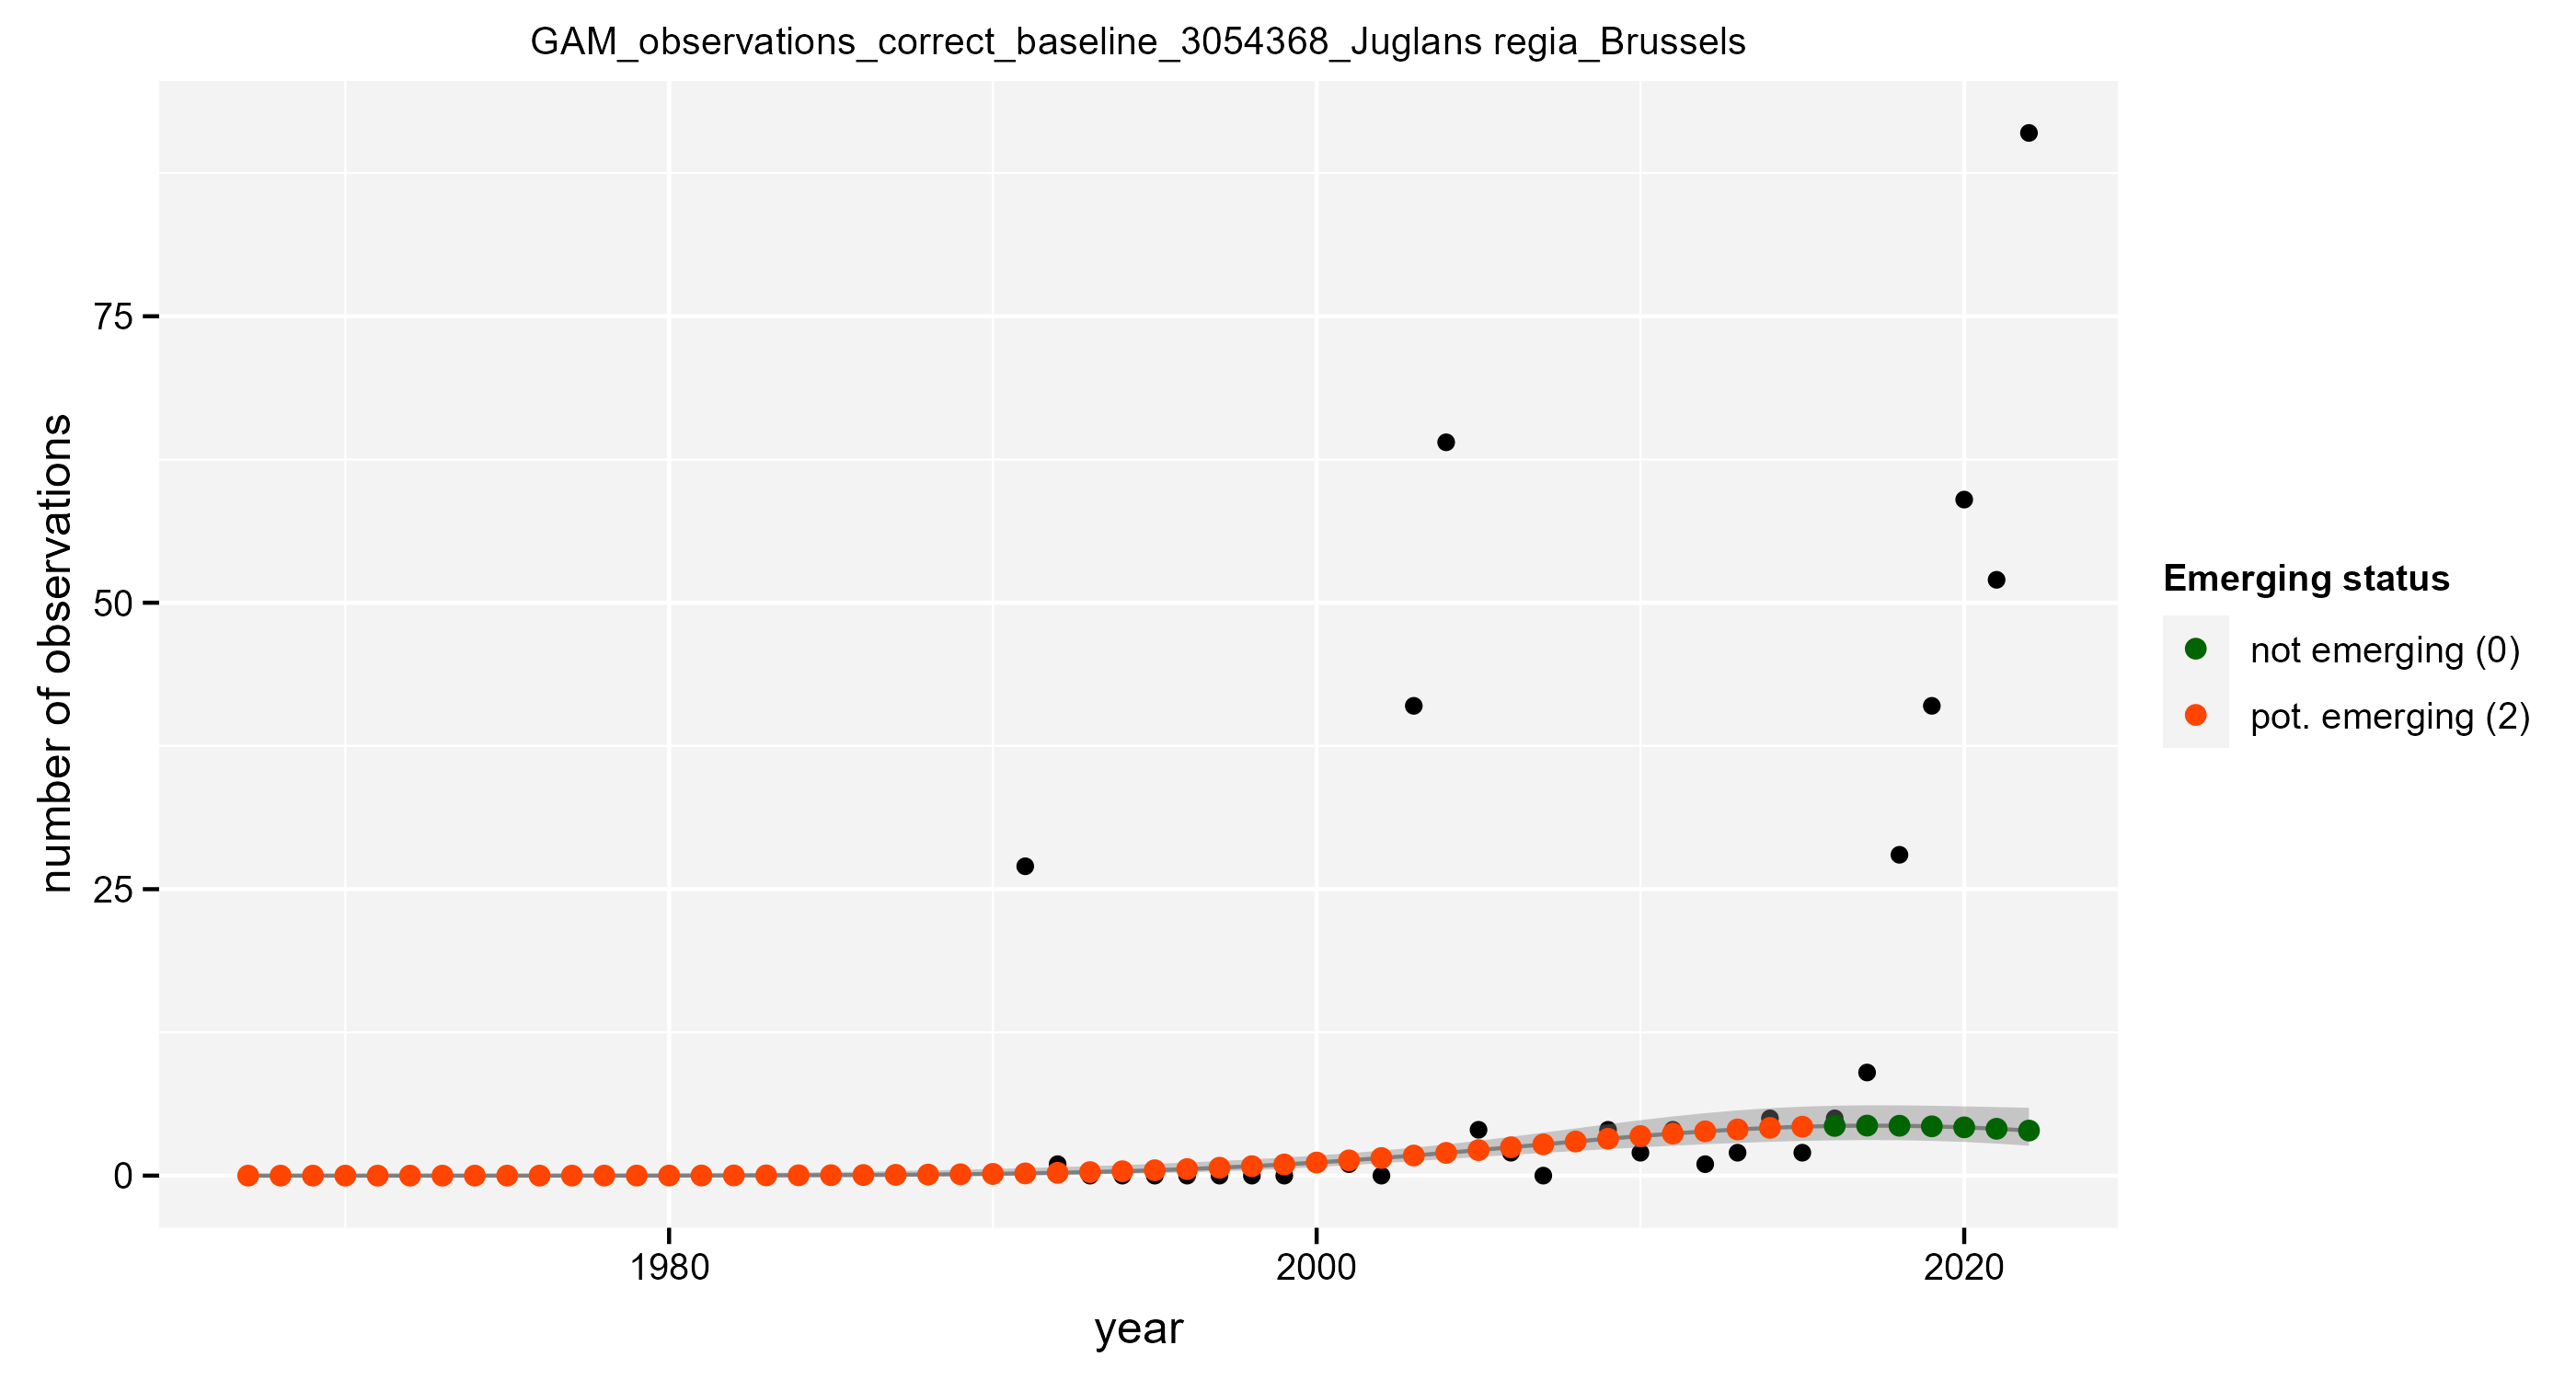 GAM_observations_correct_baseline_3054368_Juglans regia_Brussels
number of observations
75
50
25
0
1980
2000
2020
year
Emerging status
not emerging (0)
pot. emerging (2)